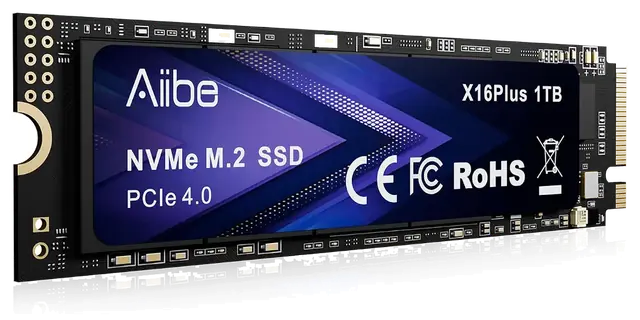 Aiibe
X16Plus 1TB
NVMe M.2 SSD
PCIe 4.0
CE FC RoHS